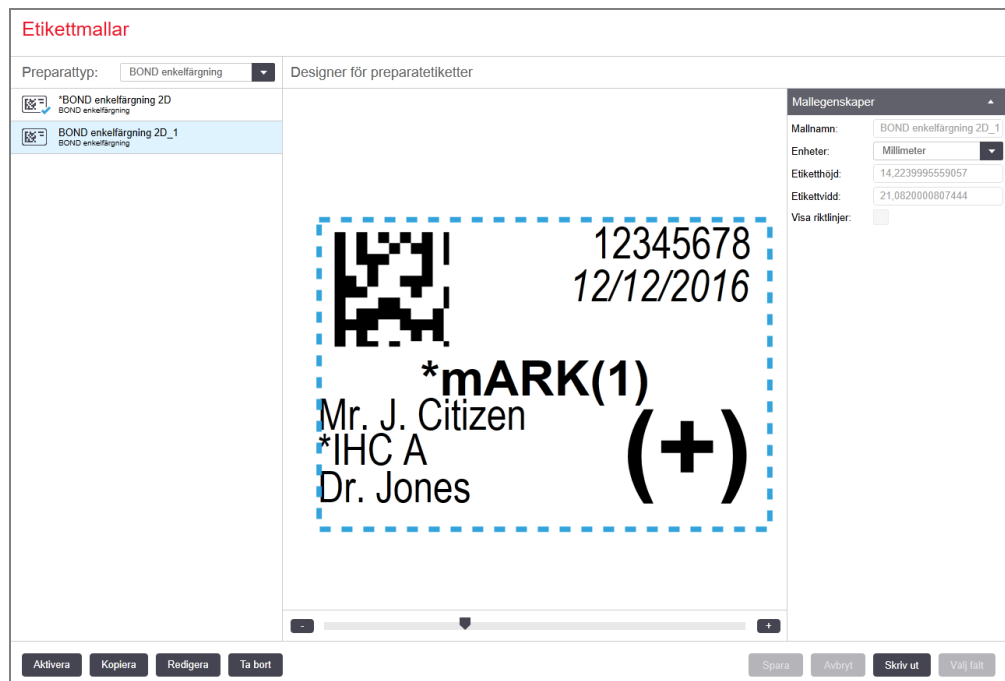 Etikettmallar
Preparattyp: BOND enkelfärgning
Designer för preparatetiketter
*BOND enkelfärgning 2D
BOND enkelfärgning
BOND enkelfärgning 2D_1
BOND enkelfärgning
Mallegenskaper
Mallnamn: BOND enkelfärgning 2D_1
Enheter: Millimeter
Etiketthöjd: 14,2239995559057
Etikettvidd: 21,0820000807444
Visa riktlinjer:
12345678
12/12/2016
*mARK(1)
Mr. J. Citizen
*IHC A
Dr. Jones
(+)
- +
Aktivera Kopiera Redigera Ta bort Spara Avbryt Skriv ut Välj fält